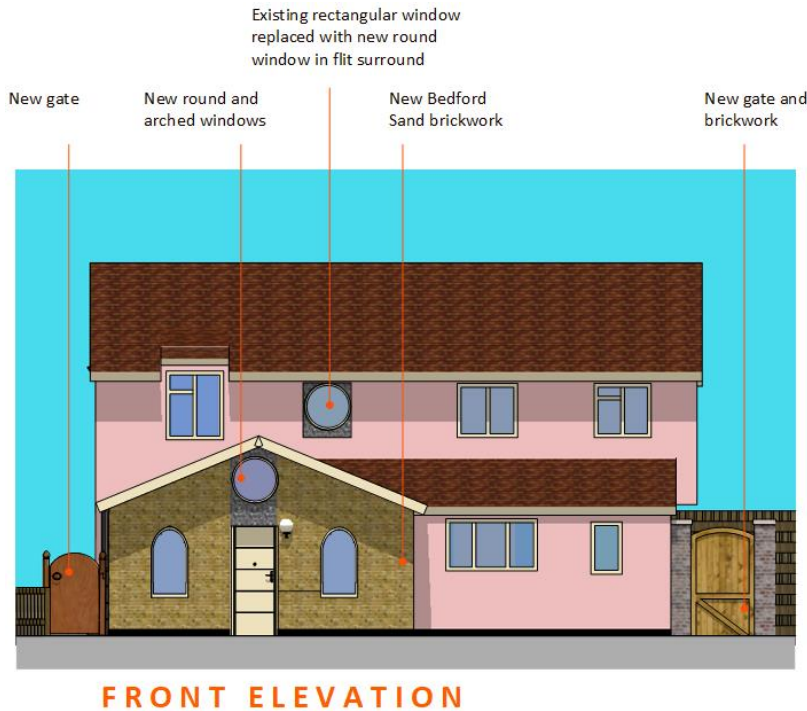 Existing rectangular window
replaced with new round
window in flit surround
New gate
New round and
arched windows
New Bedford
Sand brickwork
New gate and
brickwork
FRONT ELEVATION